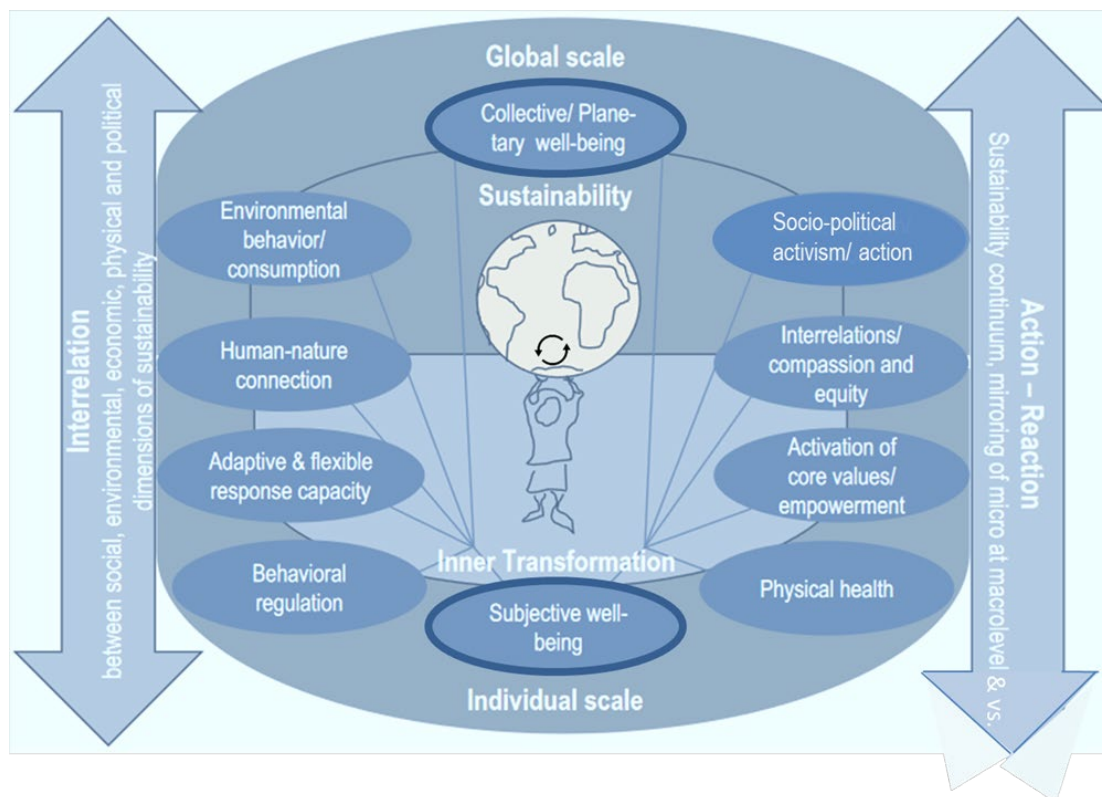 Global scale
Collective/ Plane-
tary well-being
Sustainability
Environmental
behavior/
consumption
Socio-political
activism/ action
Human-nature
connection
Interrelations/
compassion and
equity
Adaptive & flexible
response capacity
Activation of
core values/
empowerment
Inner Transformation
Behavioral
regulation
Physical health
Subjective well-
being
Individual scale
Interrelation
between social, environmental, economic, physical and political
dimensions of sustainability
Action – Reaction
Sustainability continuum, mirroring of micro at macrolevel & vs.